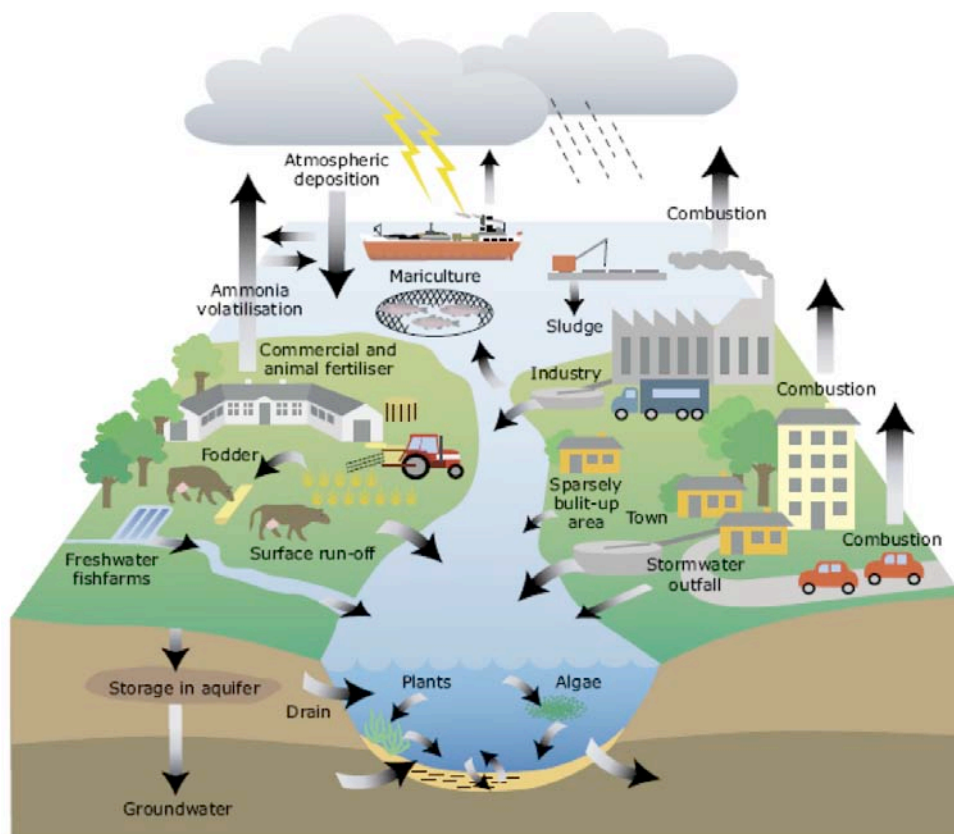 Atmospheric
deposition
Combustion
Mariculture
Ammonia
volatilisation
Sludge
Commercial and
animal fertiliser
Industry
Combustion
Fodder
Sparsely
bulit-up
area
Town
Surface run-off
Combustion
Freshwater
fishfarms
Stormwater
outfall
Plants
Algae
Storage in aquifer
Drain
Groundwater